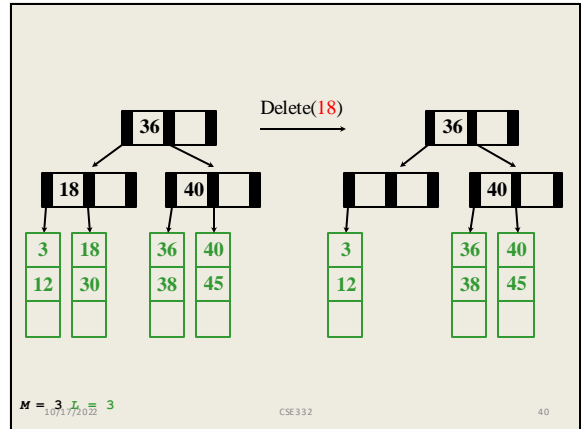 Delete(18)
36 36
18 40 40
3 18 36 40 3 36 40
12 30 38 45 12 38 45
M = 3 L = 3
10/17/2022 CSE332 40